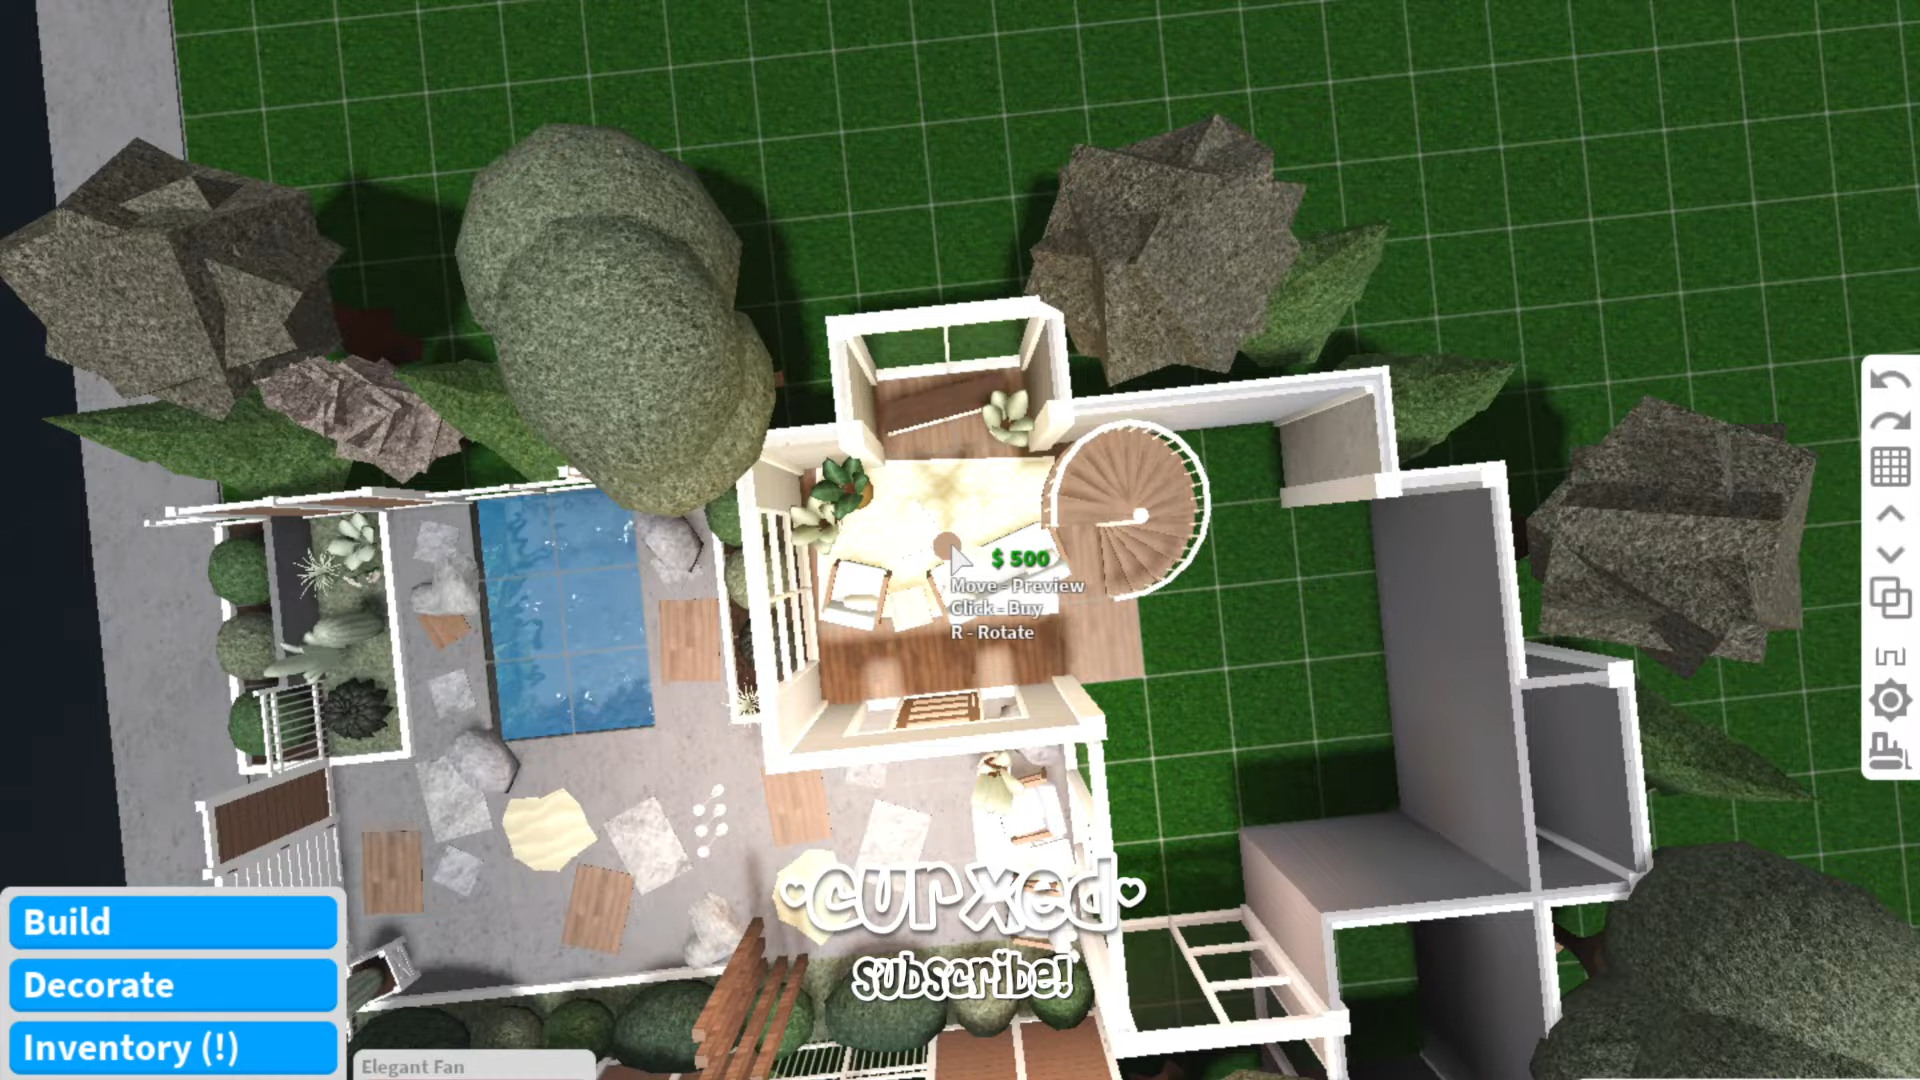 $ 500
Move - Preview
Click - Buy
R - Rotate
curxed
subscribe!
Build
Decorate
Inventory (!)
Elegant Fan